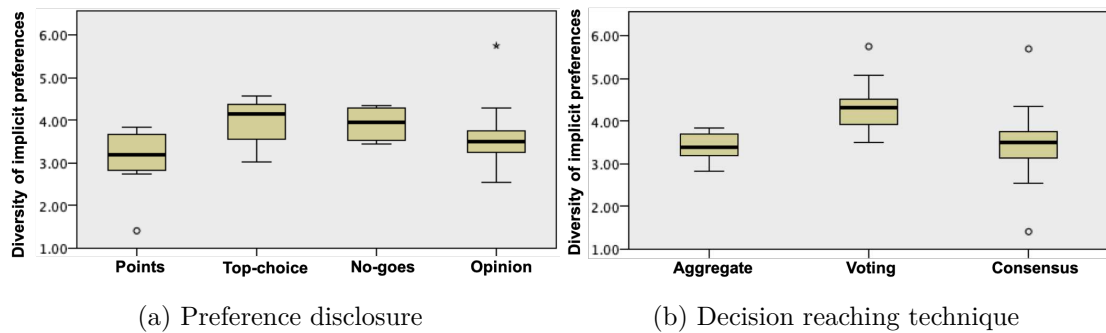 Diversity of implicit preferences
6.00
5.00
4.00
3.00
2.00
1.00
Points
Top-choice
No-goes
Opinion
(a) Preference disclosure
Diversity of implicit preferences
6.00
5.00
4.00
3.00
2.00
1.00
Aggregate
Voting
Consensus
(b) Decision reaching technique